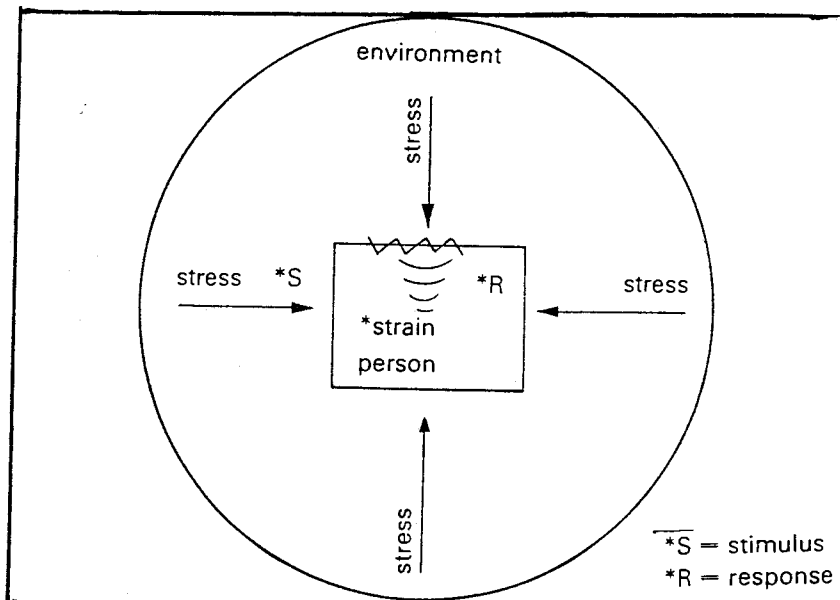 environment
stress
stress *S
*R
stress
*strain
person
stress
*S = stimulus
*R = response